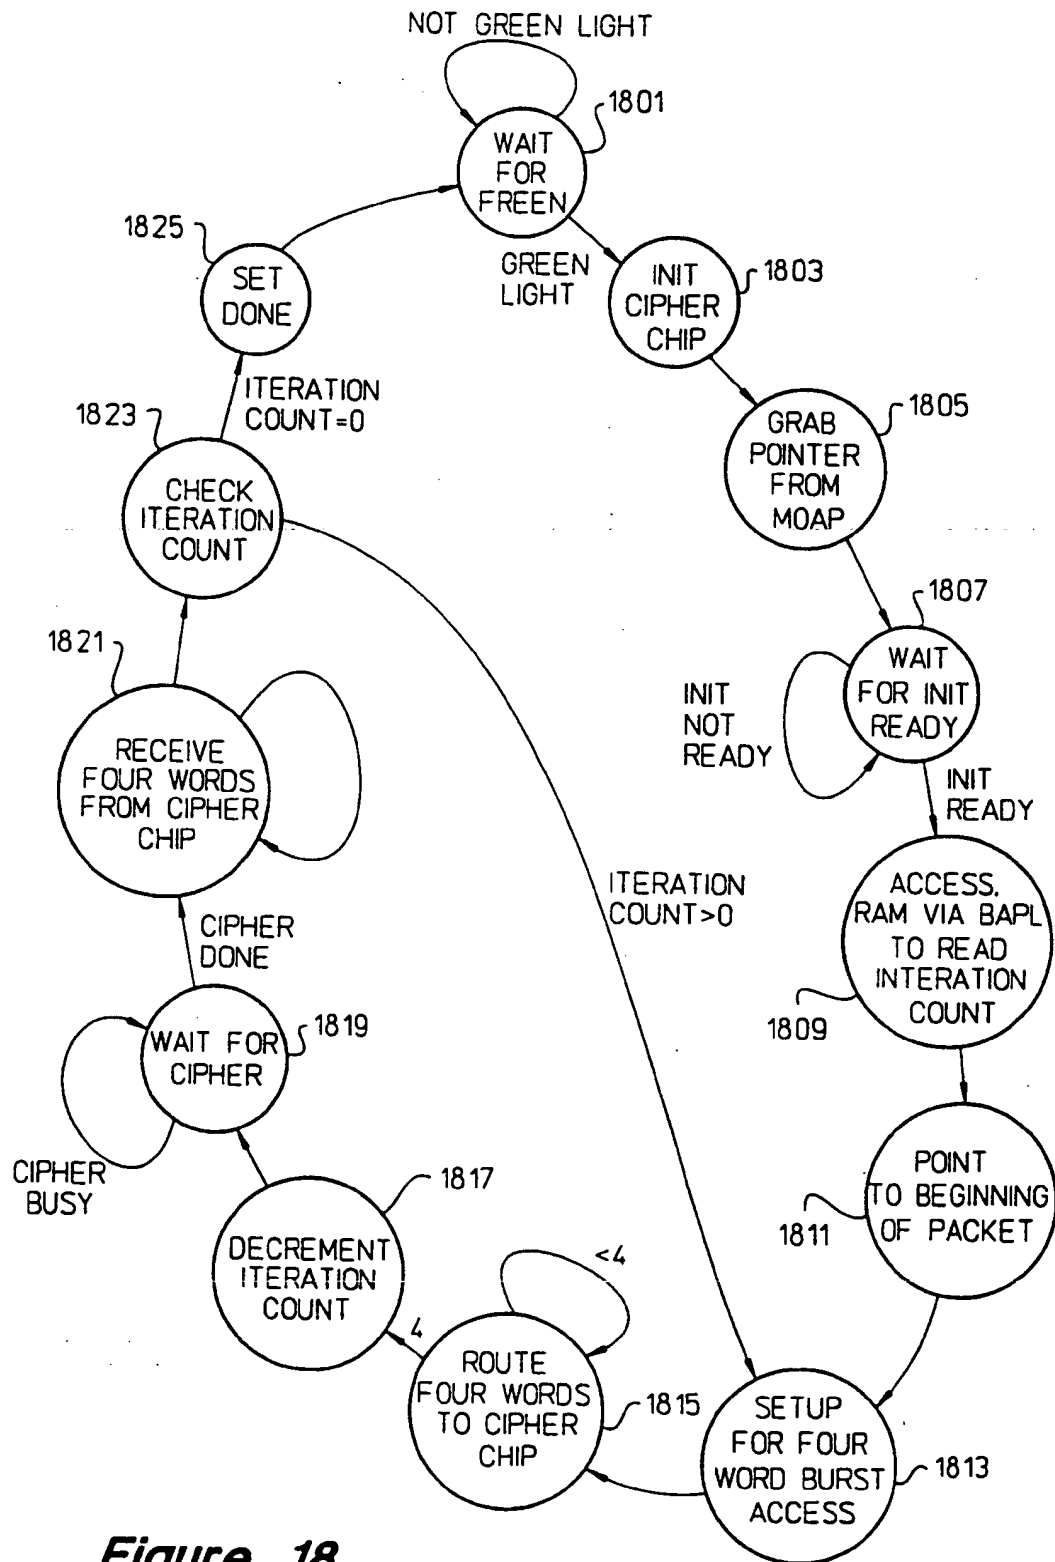 NOT GREEN LIGHT
1801
WAIT
FOR
FREEN
GREEN
LIGHT
INIT
CIPHER
CHIP
1803
GRAB
POINTER
FROM
MOAP
1805
1807
WAIT
FOR INIT
READY
INIT
NOT
READY
INIT
READY
ACCESS.
RAM VIA BAPL
TO READ
INTERATION
COUNT
1809
POINT
TO BEGINNING
OF PACKET
1811
SETUP
FOR FOUR
WORD BURST
ACCESS
1813
<4
ROUTE
FOUR WORDS
TO CIPHER
CHIP
1815
4
1817
DECREMENT
ITERATION
COUNT
WAIT FOR
CIPHER
1819
CIPHER
BUSY
CIPHER
DONE
1821
RECEIVE
FOUR WORDS
FROM CIPHER
CHIP
1823
CHECK
ITERATION
COUNT
ITERATION
COUNT>0
ITERATION
COUNT=0
1825
SET
DONE
Figure 18